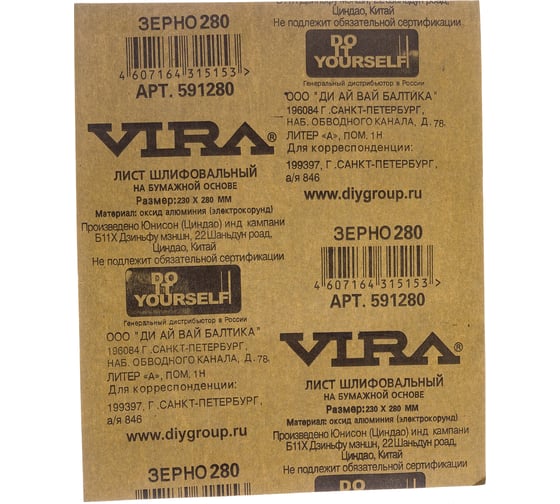 ЗЕРНО 280
4 607164 315153 >
АРТ. 591280
VIRA®
ЛИСТ ШЛИФОВАЛЬНЫЙ
НА БУМАЖНОЙ ОСНОВЕ
Размер:230 X 280 ММ
Материал: оксид алюминия (электрокорунд)
Произведено Юнисон (Циндао) инд кампани
Б11Х Дзиньфу мэншн, 22 Шаньдун роад,
Циндао, Китай
Не подлежит обязательной сертификации
DO
IT
YOURSELF
Генеральный дистрибьютор в России
ООО "ДИ АЙ ВАЙ БАЛТИКА"
196084 Г .САНКТ-ПЕТЕРБУРГ,
НАБ. ОБВОДНОГО КАНАЛА, Д. 78,
ЛИТЕР «А», ПОМ. 1Н
Для корреспонденции:
199397, Г .САНКТ-ПЕТЕРБУРГ,
а/я 846
www.diygroup.ru
ЗЕРНО 280
Циндао, Китай
Не подлежит обязательной сертификации
DO
IT
YOURSELF
Генеральный дистрибьютор в России
ООО "ДИ АЙ ВАЙ БАЛТИКА"
196084 Г .САНКТ-ПЕТЕРБУРГ,
НАБ. ОБВОДНОГО КАНАЛА, Д. 78,
ЛИТЕР «А», ПОМ. 1Н
Для корреспонденции:
199397, Г .САНКТ-ПЕТЕРБУРГ,
а/я 846
www.diygroup.ru
ЗЕРНО 280
4 607164 315153 >
АРТ. 591280
VIRA®
ЛИСТ ШЛИФОВАЛЬНЫЙ
НА БУМАЖНОЙ ОСНОВЕ
Размер:230 X 280 ММ
Материал: оксид алюминия (электрокорунд)
Произведено Юнисон (Циндао) инд кампани
Б11Х Дзиньфу мэншн, 22 Шаньдун роад,
Циндао, Китай
Не подлежит обязательной сертификации
DO